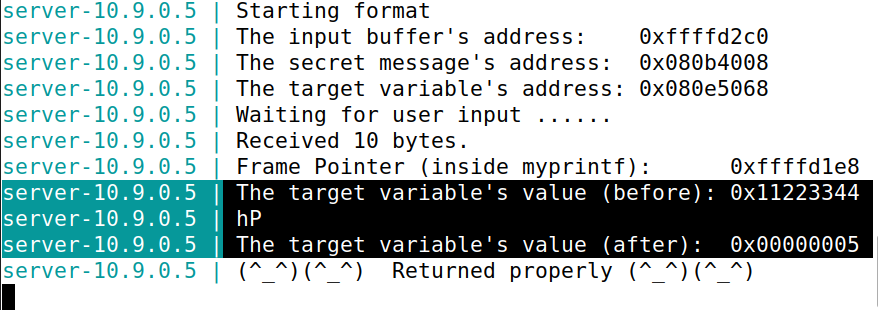 server-10.9.0.5 | Starting format
server-10.9.0.5 | The input buffer's address:    0xffffd2c0
server-10.9.0.5 | The secret message's address:  0x080b4008
server-10.9.0.5 | The target variable's address: 0x080e5068
server-10.9.0.5 | Waiting for user input ......
server-10.9.0.5 | Received 10 bytes.
server-10.9.0.5 | Frame Pointer (inside myprintf):      0xffffd1e8
server-10.9.0.5 | The target variable's value (before): 0x11223344
server-10.9.0.5 | hP
server-10.9.0.5 | The target variable's value (after):  0x00000005
server-10.9.0.5 | (^_^)(^_^)  Returned properly (^_^)(^_^)